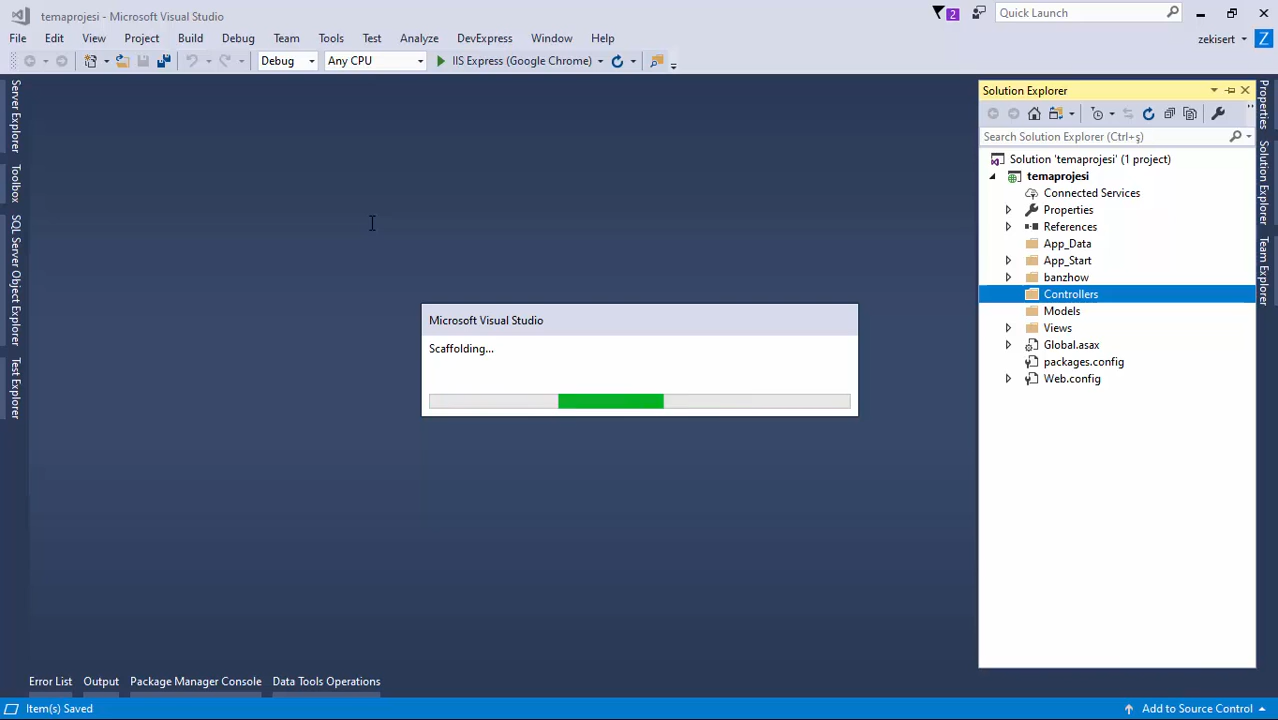 temaprojesi - Microsoft Visual Studio
2
Quick Launch
File Edit View Project Build Debug Team Tools Test Analyze DevExpress Window Help
zekisert Z
Debug Any CPU IIS Express (Google Chrome)
Server Explorer
Toolbox
SQL Server Object Explorer
Test Explorer
Microsoft Visual Studio
Scaffolding...
Solution Explorer
Search Solution Explorer (Ctrl+ş)
Solution 'temaprojesi' (1 project)
temaprojesi
Connected Services
Properties
References
App_Data
App_Start
banzhow
Controllers
Models
Views
Global.asax
packages.config
Web.config
Properties
Solution Explorer
Team Explorer
Error List Output Package Manager Console Data Tools Operations
Item(s) Saved
Add to Source Control